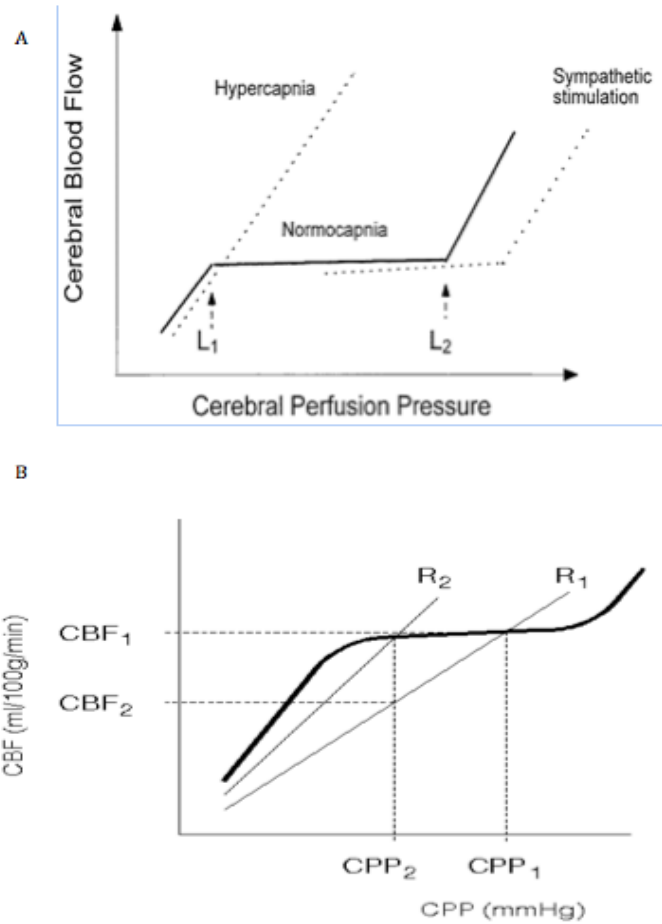 A
Cerebral Blood Flow
Hypercapnia
Sympathetic
stimulation
Normocapnia
L₁
L₂
Cerebral Perfusion Pressure
B
CBF (ml/100g/min)
R₂
R₁
CBF₁
CBF₂
CPP₂
CPP₁
CPP (mmHg)